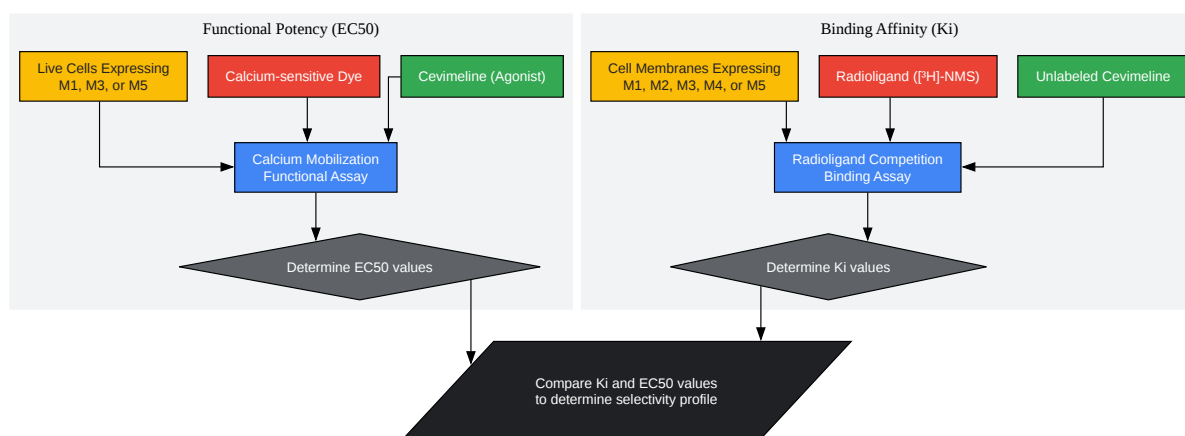 Functional Potency (EC50)
Live Cells Expressing
M1, M3, or M5
Calcium-sensitive Dye
Cevimeline (Agonist)
Calcium Mobilization
Functional Assay
Determine EC50 values
Binding Affinity (Ki)
Cell Membranes Expressing
M1, M2, M3, M4, or M5
Radioligand ([³H]-NMS)
Unlabeled Cevimeline
Radioligand Competition
Binding Assay
Determine Ki values
Compare Ki and EC50 values
to determine selectivity profile